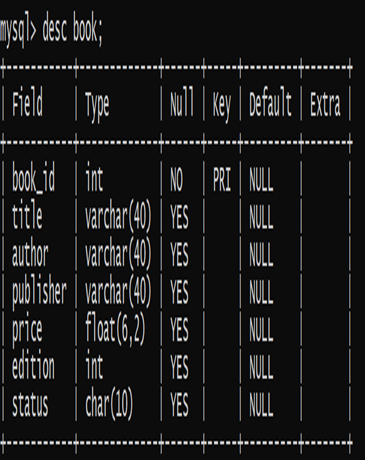 mysql> desc book;
| Field | Type | Null | Key | Default | Extra |
| book_id | int | NO | PRI | NULL | |
| title | varchar(40) | YES | | NULL | |
| author | varchar(40) | YES | | NULL | |
| publisher | varchar(40) | YES | | NULL | |
| price | float(6,2) | YES | | NULL | |
| edition | int | YES | | NULL | |
| status | char(10) | YES | | NULL | |